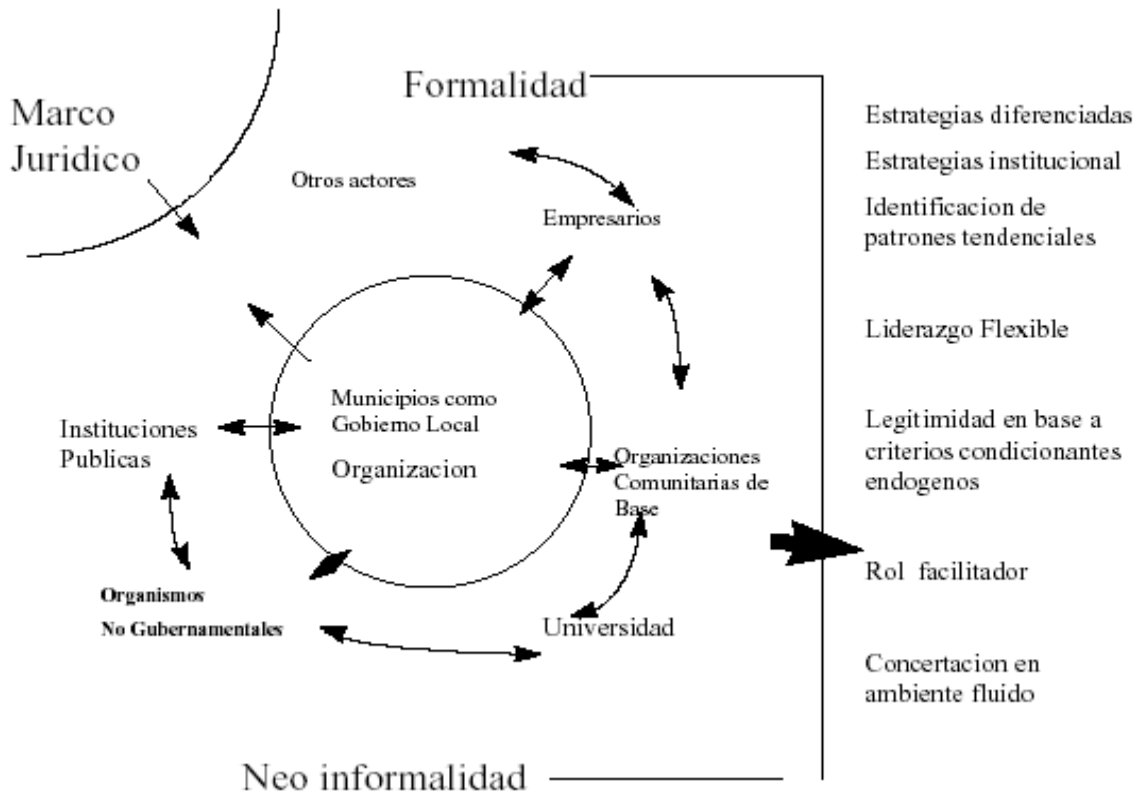 Formalidad
Marco
Juridico
Otros actores
Empresarios
Municipios como
Gobierno Local
Organizacion
Instituciones
Publicas
Organizaciones
Comunitarias de
Base
Organismos
No Gubernamentales
Universidad
Neo informalidad
Estrategias diferenciadas
Estrategias institucional
Identificacion de
patrones tendenciales
Liderazgo Flexible
Legitimidad en base a
criterios condicionantes
endogenos
Rol facilitador
Concertacion en
ambiente fluido